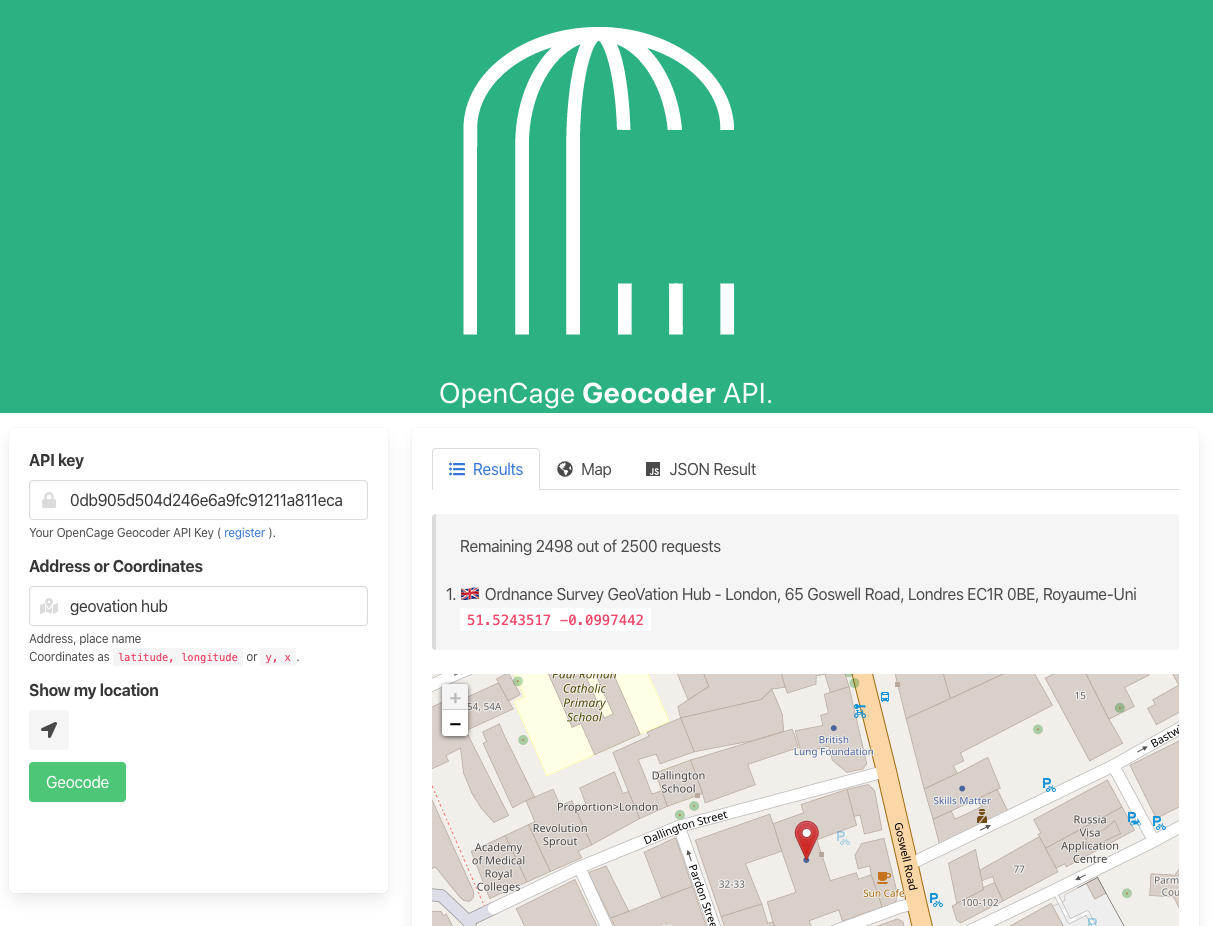 OpenCage Geocoder API.
API key
0db905d504d246e6a9fc91211a811eca
Your OpenCage Geocoder API Key ( register ).
Address or Coordinates
geovation hub
Address, place name
Coordinates as latitude, longitude or y, x .
Show my location
Geocode
Results
Map
JS
JSON Result
Remaining 2498 out of 2500 requests
1. 🇬🇧 Ordnance Survey GeoVation Hub - London, 65 Goswell Road, Londres EC1R 0BE, Royaume-Uni
51.5243517 -0.0997442
+
−
54, 54A
Paul Roman
Catholic
Primary
School
15
British
Lung Foundation
Bastw
Dallington
School
Proportion>London
Dallington Street
Skills Matter
Revolution
Sprout
Goswell Road
Russia
Visa
Application
Centre
Academy
of Medical
Royal
Colleges
Pardon Stree
32-33
77
Sun Cafe
100-102
Parm
Cou